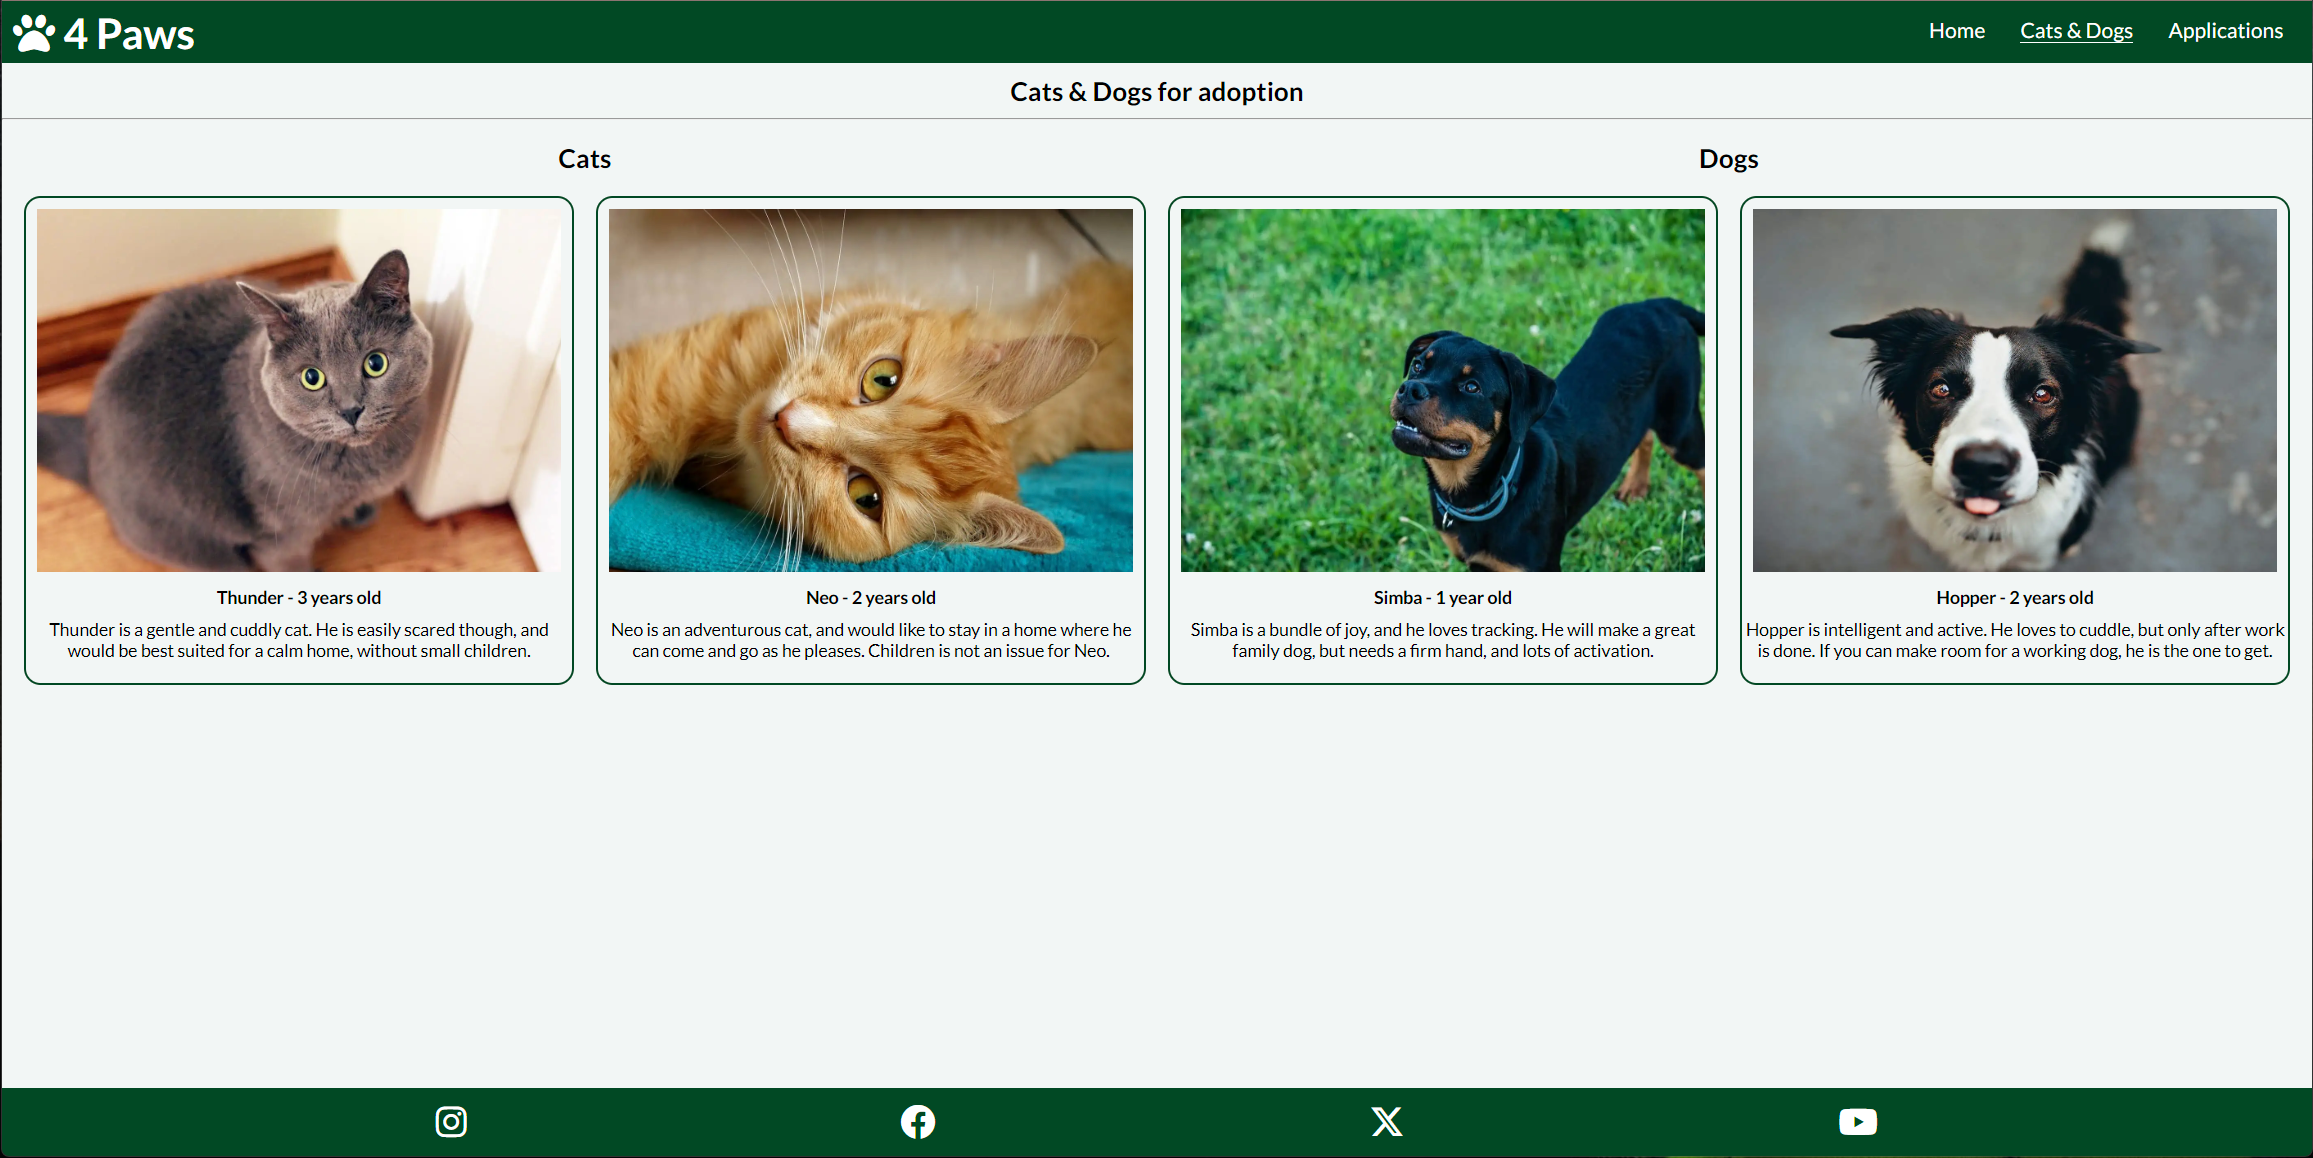 4 Paws
Home
Cats & Dogs
Applications
Cats & Dogs for adoption
Cats
Dogs
Thunder - 3 years old
Thunder is a gentle and cuddly cat. He is easily scared though, and
would be best suited for a calm home, without small children.
Neo - 2 years old
Neo is an adventurous cat, and would like to stay in a home where he
can come and go as he pleases. Children is not an issue for Neo.
Simba - 1 year old
Simba is a bundle of joy, and he loves tracking. He will make a great
family dog, but needs a firm hand, and lots of activation.
Hopper - 2 years old
Hopper is intelligent and active. He loves to cuddle, but only after work
is done. If you can make room for a working dog, he is the one to get.